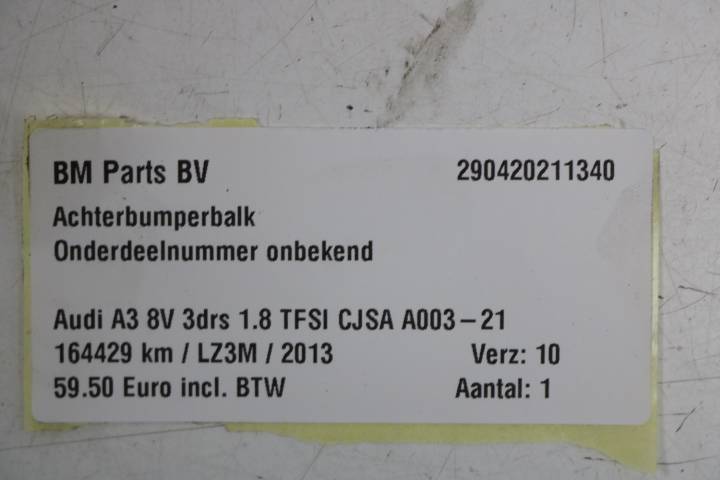 BM Parts BV 290420211340
Achterbumperbalk
Onderdeelnummer onbekend
Audi A3 8V 3drs 1.8 TFSI CJSA A003-21
164429 km / LZ3M / 2013 Verz: 10
59.50 Euro incl. BTW Aantal: 1